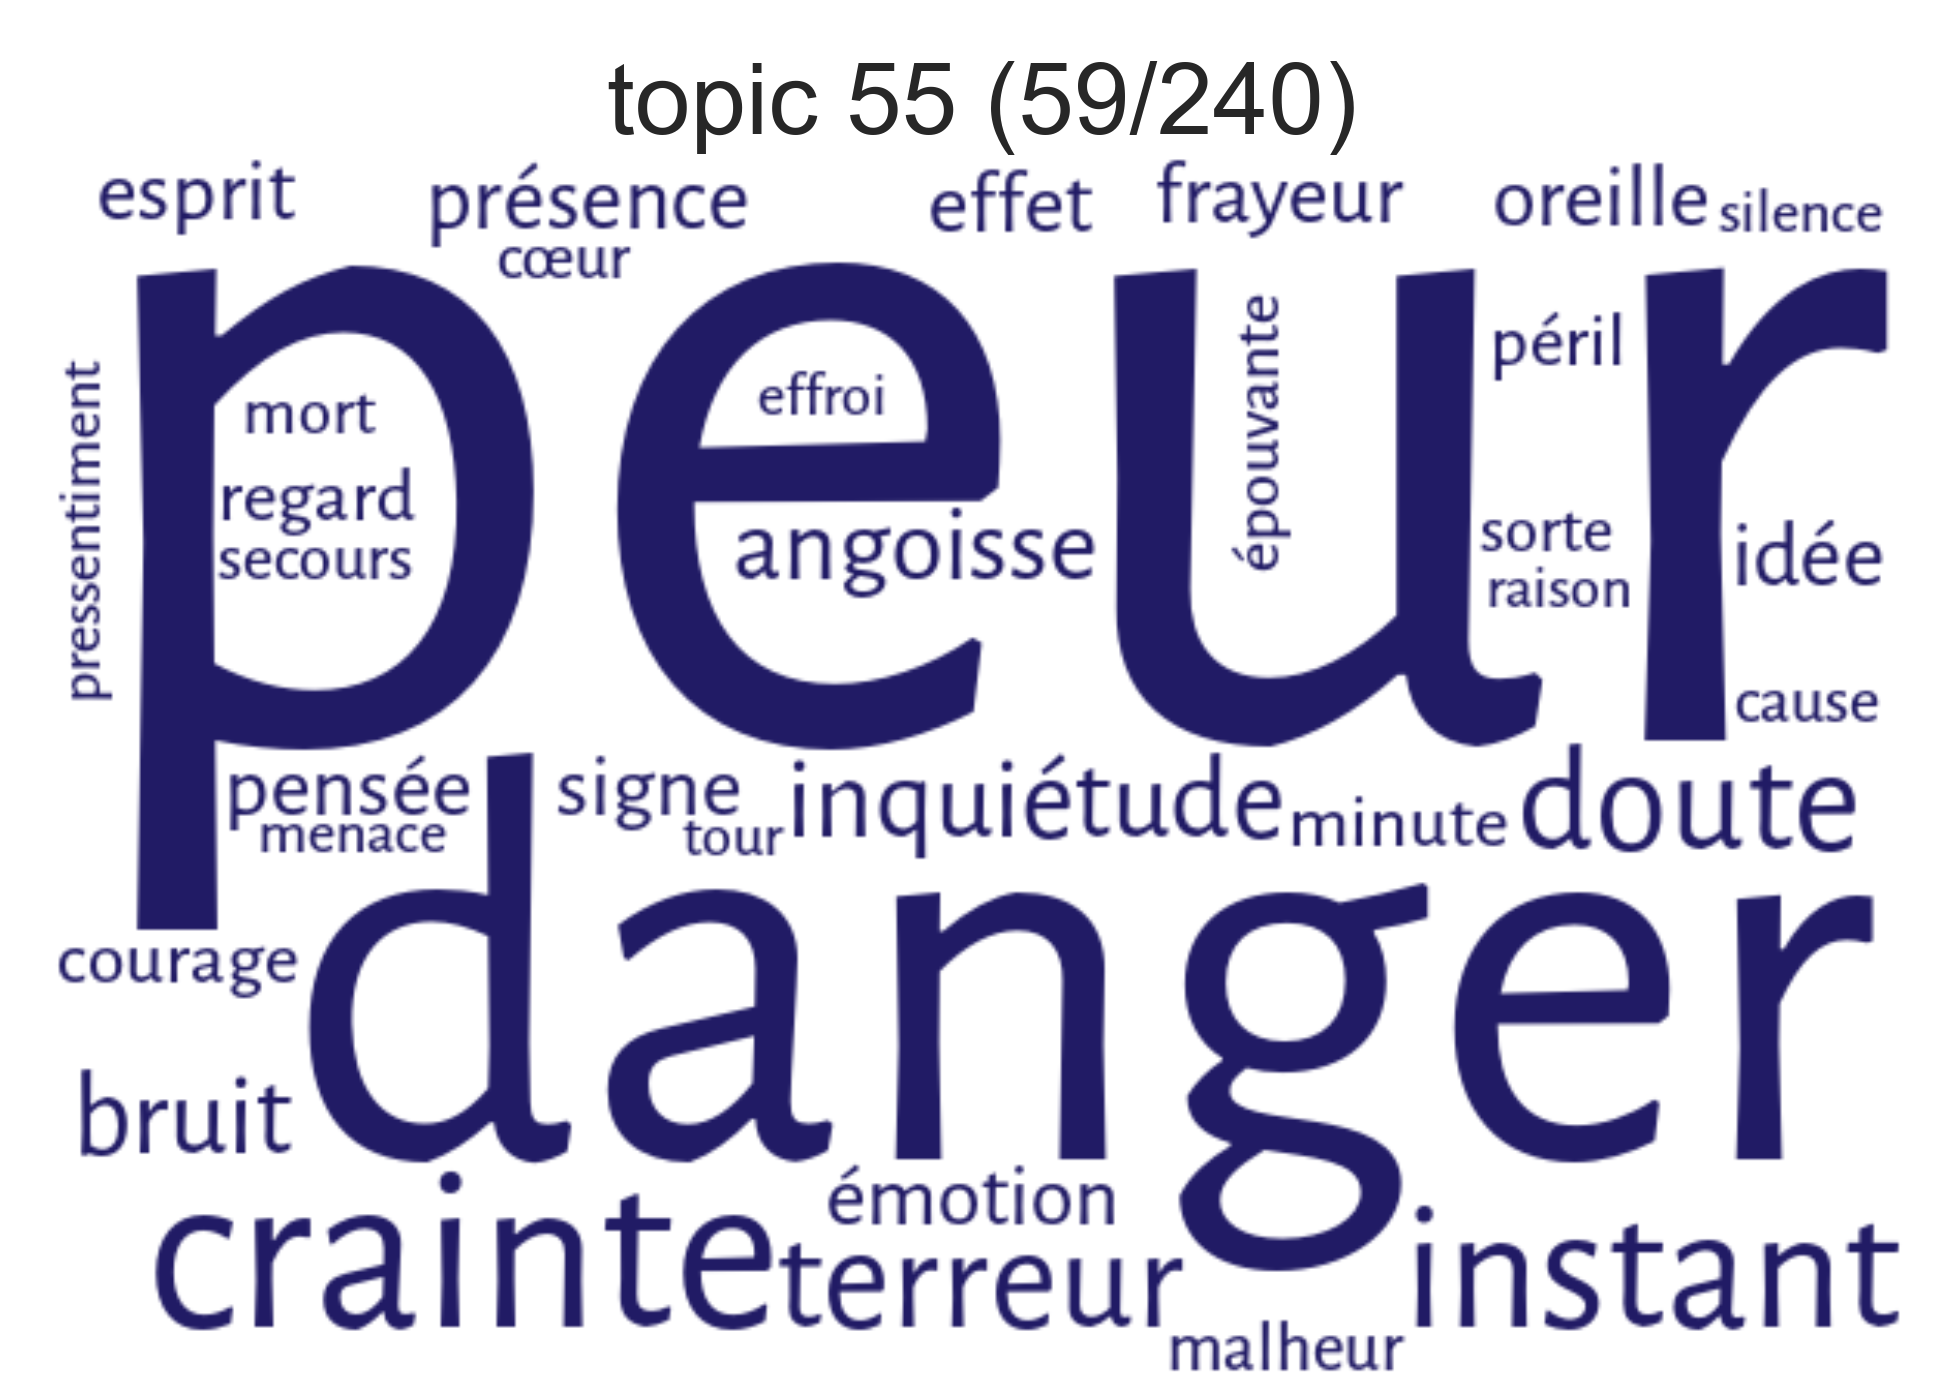 topic 55 (59/240)
esprit présence effet frayeur oreille silence
cœur
peur
épouvante
péril
pressentiment
mort
effroi
regard
angoisse
sorte
idée
secours
raison
cause
pensée signe inquiétude minute doute
menace tour
danger
courage
bruit
émotion
crainte terreur instant
malheur